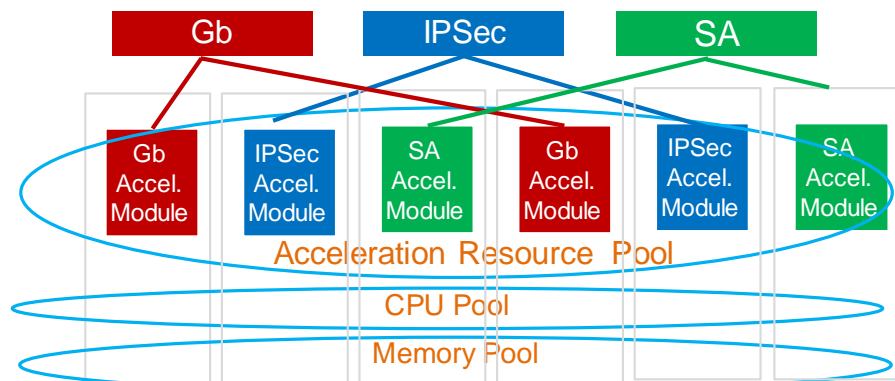 Gb
IPSec
SA
Gb
Accel.
Module
IPSec
Accel.
Module
SA
Accel.
Module
Gb
Accel.
Module
IPSec
Accel.
Module
SA
Accel.
Module
Acceleration Resource Pool
CPU Pool
Memory Pool